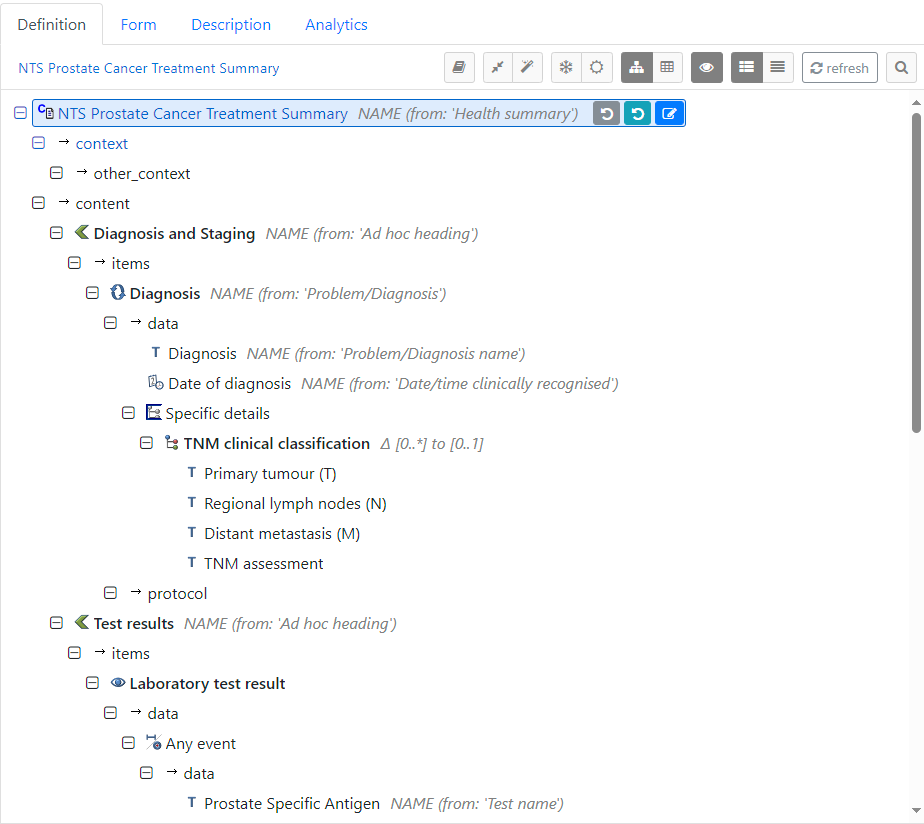 Definition Form Description Analytics
NTS Prostate Cancer Treatment Summary refresh
NTS Prostate Cancer Treatment Summary NAME (from: 'Health summary')
→ context
→ other_context
→ content
Diagnosis and Staging NAME (from: 'Ad hoc heading')
→ items
Diagnosis NAME (from: 'Problem/Diagnosis')
→ data
T Diagnosis NAME (from: 'Problem/Diagnosis name')
Date of diagnosis NAME (from: 'Date/time clinically recognised')
Specific details
TNM clinical classification Δ [0..*] to [0..1]
T Primary tumour (T)
T Regional lymph nodes (N)
T Distant metastasis (M)
T TNM assessment
→ protocol
Test results NAME (from: 'Ad hoc heading')
→ items
Laboratory test result
→ data
Any event
→ data
T Prostate Specific Antigen NAME (from: 'Test name')